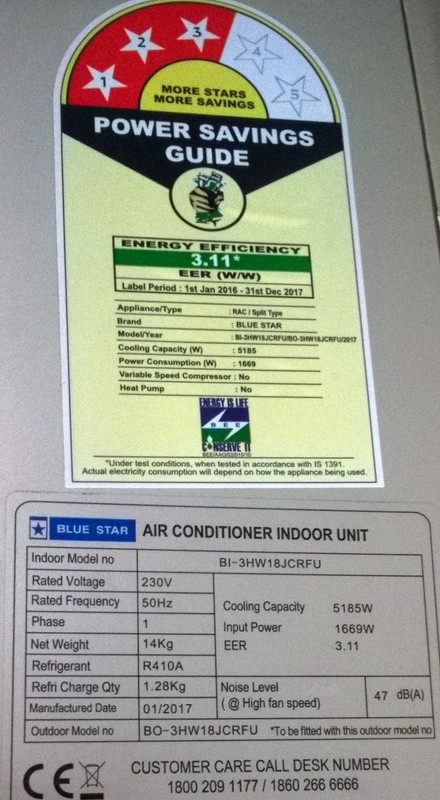 1 2 3 4 5
MORE STARS
MORE SAVINGS
POWER SAVINGS
GUIDE
ENERGY EFFICIENCY
3.11*
EER (W/W)
Label Period : 1st Jan 2016 - 31st Dec 2017
Appliance/Type : RAC / Split Type
Brand : BLUE STAR
Model/Year : BI-3HW18JCRFU/BO-3HW18JCRFU/2017
Cooling Capacity (W) : 5185
Power Consumption (W) : 1669
Variable Speed Compressor : No
Heat Pump : No
ENERGY IS LIFE
BEE
CONSERVE IT
*Under test conditions, when tested in accordance with IS 1391.
Actual electricity consumption will depend on how the appliance being used.
BLUE STAR AIR CONDITIONER INDOOR UNIT
Indoor Model no BI-3HW18JCRFU
Rated Voltage 230V
Rated Frequency 50Hz
Phase 1
Net Weight 14Kg
Refrigerant R410A
Refri Charge Qty 1.28Kg
Manufactured Date 01/2017
Cooling Capacity 5185W
Input Power 1669W
EER 3.11
Noise Level
( @ High fan speed) 47 dB(A)
Outdoor Model no BO-3HW18JCRFU *To be fitted with this outdoor model no
CE
CUSTOMER CARE CALL DESK NUMBER
1800 209 1177 / 1860 266 6666